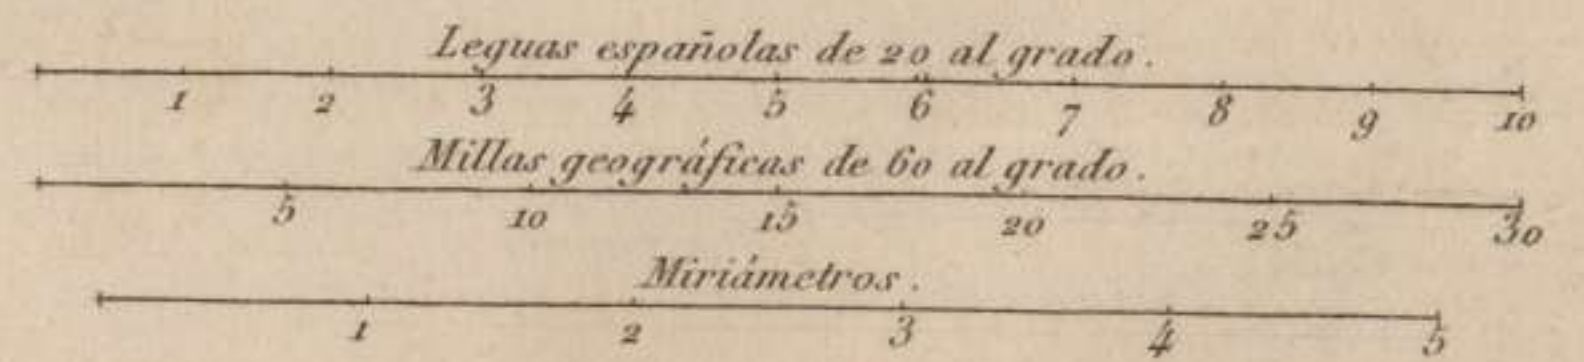 Leguas españolas de 20 al grado.
1 2 3 4 5 6 7 8 9 10
Millas geográficas de 60 al grado.
5 10 15 20 25 30
Miriámetros.
1 2 3 4 5